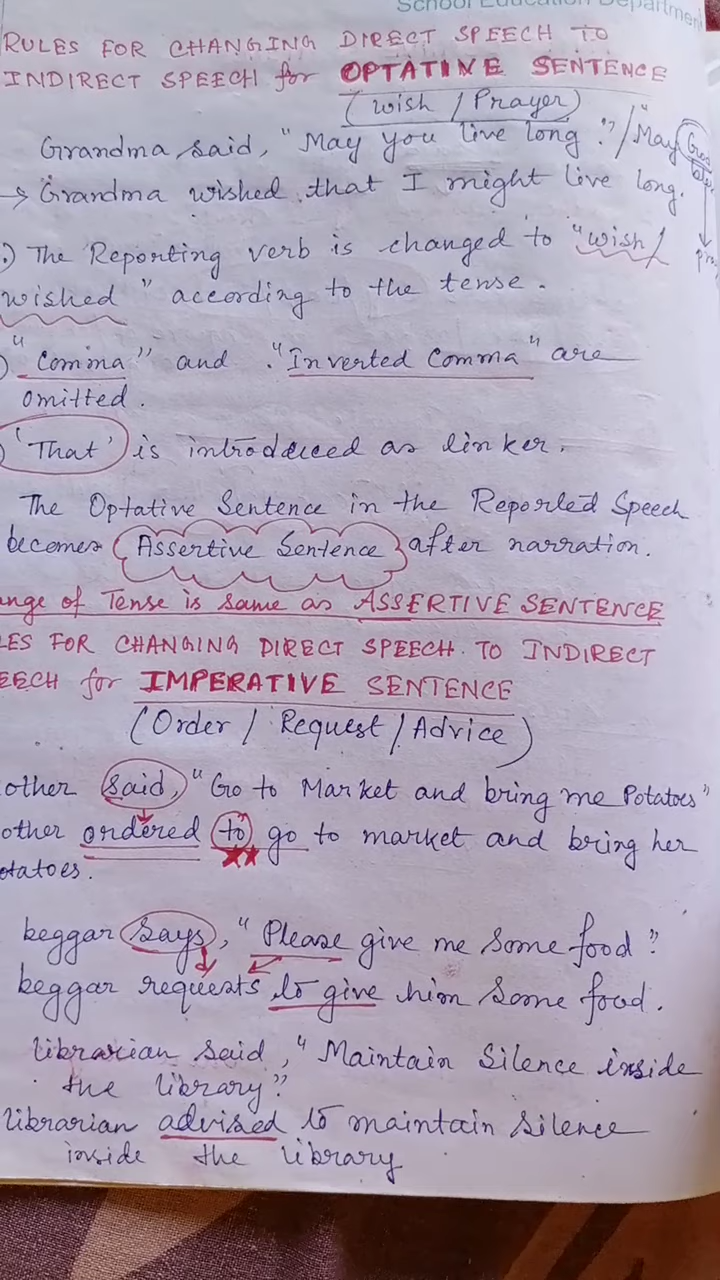 School Education Department
RULES FOR CHANGING DIRECT SPEECH TO
INDIRECT SPEECH for OPTATIVE SENTENCE
(Wish / Prayer)
Grandma said, "May you live long."/"May God
→ Grandma wished that I might live long.
.) The Reporting verb is changed to "wish/
wished" according to the tense.
) "Comma" and "Inverted Comma" are
omitted.
) 'That' is introduced as linker.
The Optative Sentence in the Reported Speech
becomes Assertive Sentence after narration.
ange of Tense is same as ASSERTIVE SENTENCE
LES FOR CHANGING DIRECT SPEECH TO INDIRECT
EECH for IMPERATIVE SENTENCE
(Order / Request / Advice)
other said, "Go to Market and bring me Potatoes"
other ordered to go to market and bring her
otatoes.
beggar says, "Please give me some food"
beggar requests to give him some food.
librarian said, "Maintain Silence inside
the library"
librarian advised to maintain silence
inside the library